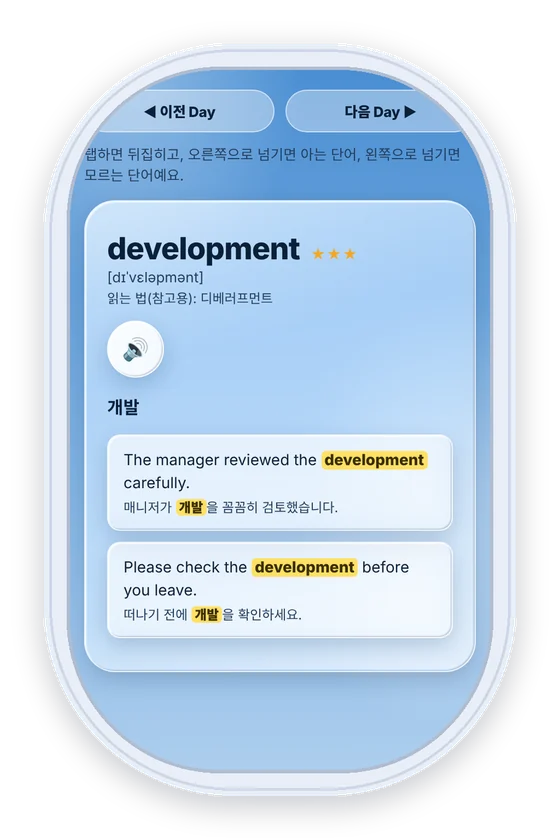 ◀ 이전 Day
다음 Day ▶
탭하면 뒤집히고, 오른쪽으로 넘기면 아는 단어, 왼쪽으로 넘기면
모르는 단어예요.
development ★★★
[dɪˈvɛləpmənt]
읽는 법(참고용): 디베러프먼트
개발
The manager reviewed the development
carefully.
매니저가 개발을 꼼꼼히 검토했습니다.
Please check the development before
you leave.
떠나기 전에 개발을 확인하세요.